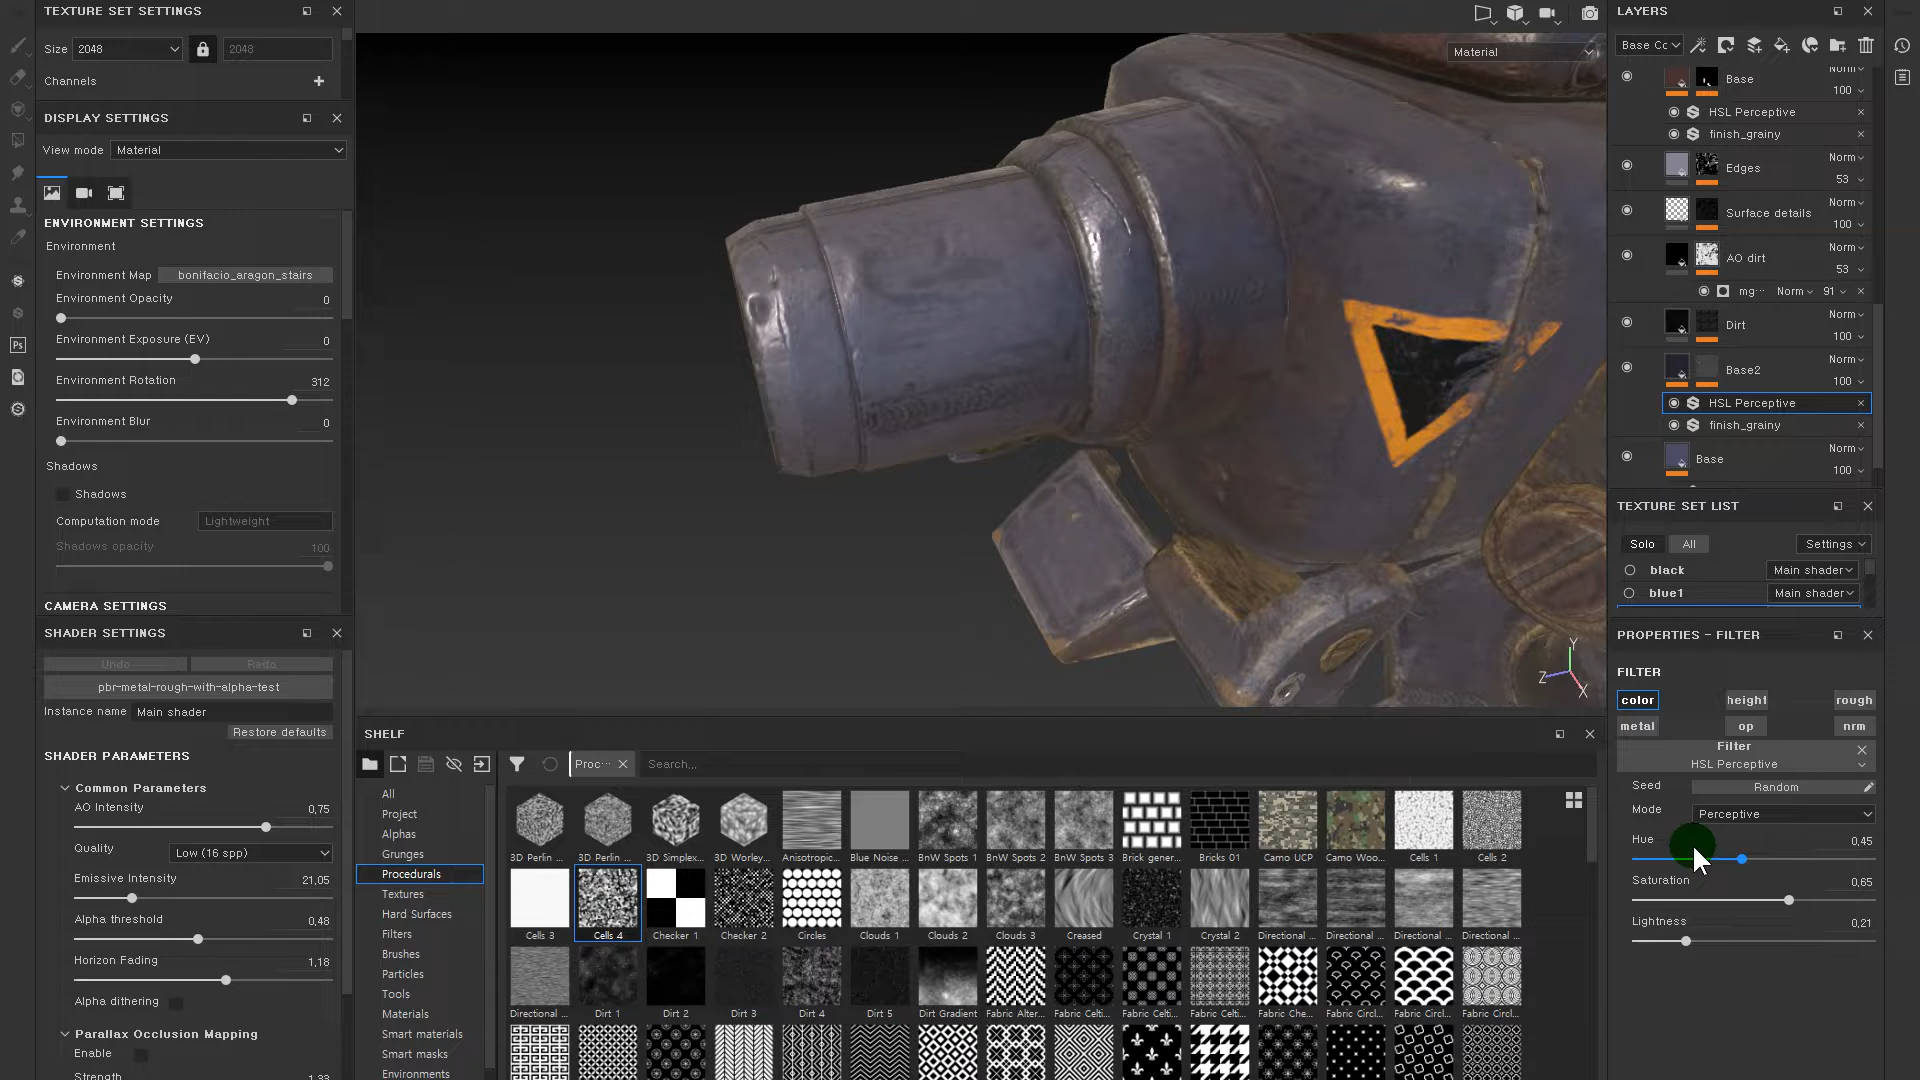 TEXTURE SET SETTINGS
Size 2048 2048
Channels
DISPLAY SETTINGS
View mode Material
ENVIRONMENT SETTINGS
Environment
Environment Map bonifacio_aragon_stairs
Environment Opacity 0
Environment Exposure (EV) 0
Environment Rotation 312
Environment Blur 0
Shadows
Shadows
Computation mode Lightweight
Shadows opacity 100
CAMERA SETTINGS
SHADER SETTINGS
Undo Redo
pbr-metal-rough-with-alpha-test
Instance name Main shader
Restore defaults
SHADER PARAMETERS
Common Parameters
AO Intensity 0,75
Quality Low (16 spp)
Emissive Intensity 21,05
Alpha threshold 0,48
Horizon Fading 1,18
Alpha dithering
Parallax Occlusion Mapping
Enable
Strength 1,33
Ps
Material
Y
Z
X
SHELF
Proc... Search...
All
Project
Alphas
Grunges
Procedurals
Textures
Hard Surfaces
Filters
Brushes
Particles
Tools
Materials
Smart materials
Smart masks
Environments
3D Perlin ... 3D Perlin ... 3D Simplex... 3D Worley... Anisotropic... Blue Noise ... BnW Spots 1 BnW Spots 2 BnW Spots 3 Brick gener... Bricks 01 Camo UCP Camo Woo... Cells 1 Cells 2
Cells 3 Cells 4 Checker 1 Checker 2 Circles Clouds 1 Clouds 2 Clouds 3 Creased Crystal 1 Crystal 2 Directional ... Directional ... Directional ... Directional ...
Directional ... Dirt 1 Dirt 2 Dirt 3 Dirt 4 Dirt 5 Dirt Gradient Fabric Alter... Fabric Celti... Fabric Celti... Fabric Celti... Fabric Che... Fabric Circl... Fabric Circl... Fabric Circl...
LAYERS
Base Cc
Norm
Base 100
HSL Perceptive
finish_grainy
Edges Norm 53
Surface details Norm 100
AO dirt Norm 53
mg... Norm 91
Dirt Norm 100
Base2 Norm 100
HSL Perceptive
finish_grainy
Base Norm 100
TEXTURE SET LIST
Solo All Settings
black Main shader
blue1 Main shader
PROPERTIES - FILTER
FILTER
color height rough
metal op nrm
Filter
HSL Perceptive
Seed Random
Mode Perceptive
Hue 0,45
Saturation 0,65
Lightness 0,21